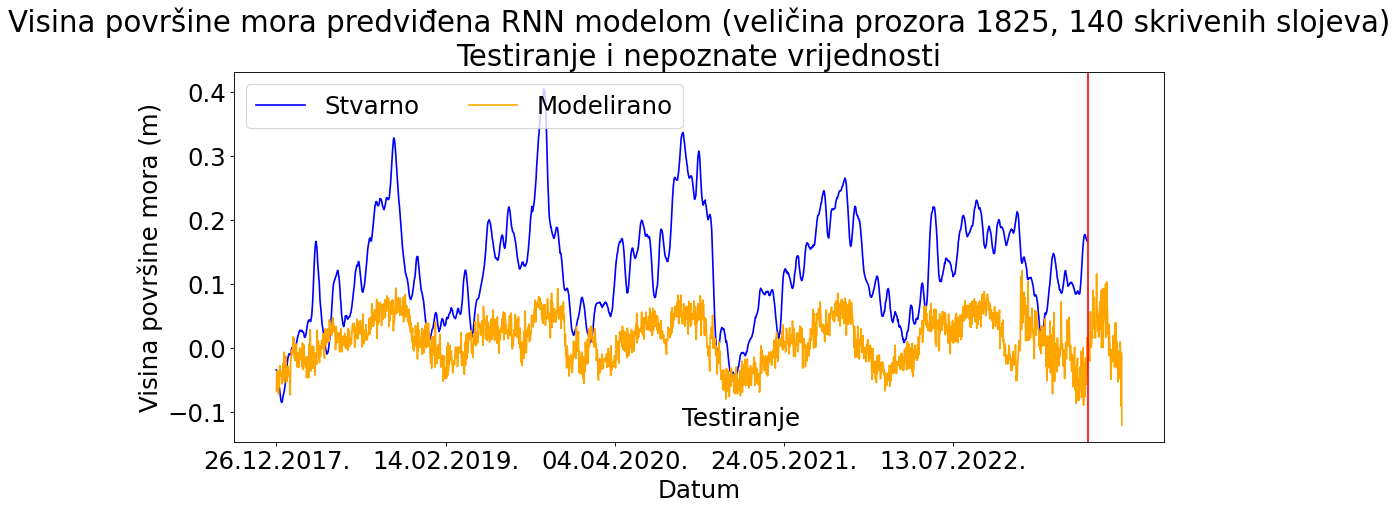 Visina površine mora predviđena RNN modelom (veličina prozora 1825, 140 skrivenih slojeva)
Testiranje i nepoznate vrijednosti
Stvarno
Modelirano
Visina površine mora (m)
0.4
0.3
0.2
0.1
0.0
−0.1
Testiranje
26.12.2017.
14.02.2019.
04.04.2020.
24.05.2021.
13.07.2022.
Datum